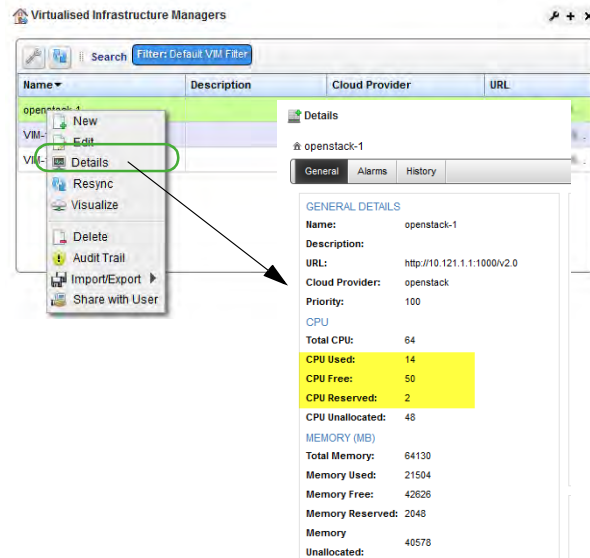 Virtualised Infrastructure Managers
Search Filter: Default VIM Filter
Name Description Cloud Provider URL
openstack-1
VIM-
VIM-
New
Edit
Details
Resync
Visualize
Delete
Audit Trail
Import/Export
Share with User
Details
openstack-1
General Alarms History
GENERAL DETAILS
Name: openstack-1
Description:
URL: http://10.121.1.1:1000/v2.0
Cloud Provider: openstack
Priority: 100
CPU
Total CPU: 64
CPU Used: 14
CPU Free: 50
CPU Reserved: 2
CPU Unallocated: 48
MEMORY (MB)
Total Memory: 64130
Memory Used: 21504
Memory Free: 42626
Memory Reserved: 2048
Memory
Unallocated: 40578